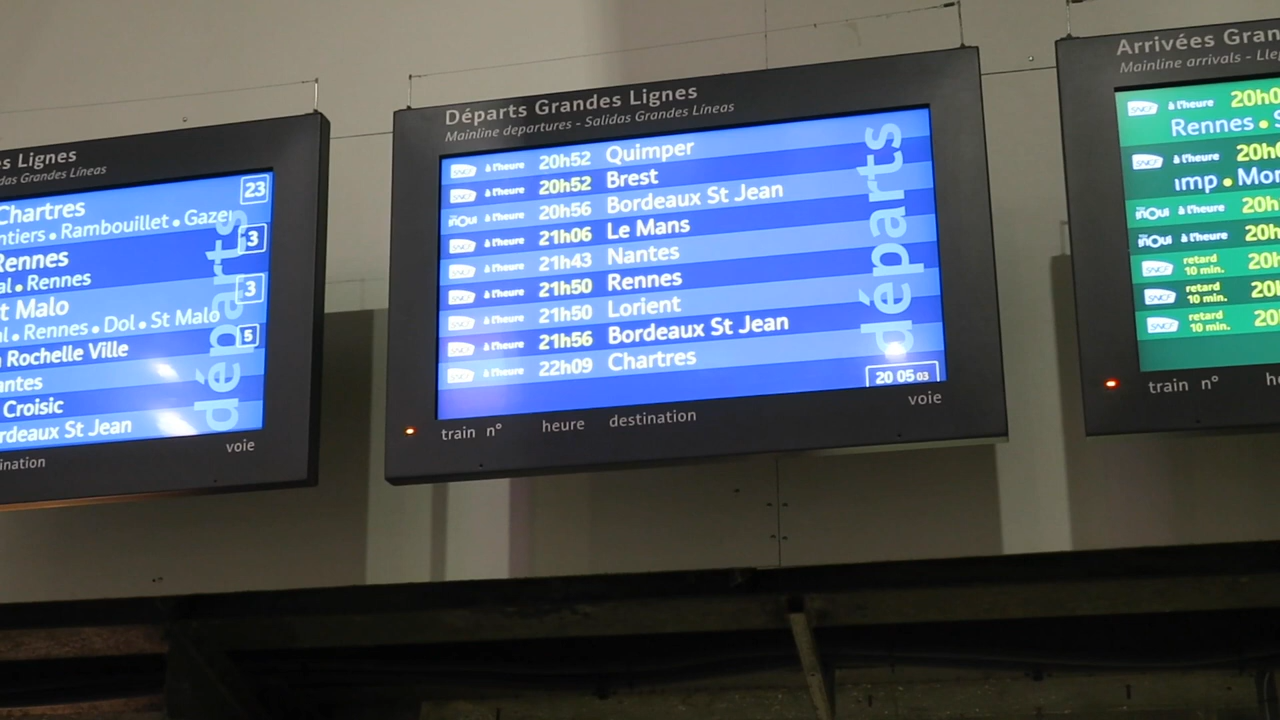 es Lignes
das Grandes Líneas
Chartres 23
ntiers • Rambouillet • Gazer
Rennes 3
al • Rennes
t Malo 3
al • Rennes • Dol • St Malo
Rochelle Ville 5
antes
Croisic
rdeaux St Jean
départs
voie
ination
Départs Grandes Lignes
Mainline departures - Salidas Grandes Líneas
SNCF à l'heure 20h52 Quimper
SNCF à l'heure 20h52 Brest
inOui à l'heure 20h56 Bordeaux St Jean
SNCF à l'heure 21h06 Le Mans
SNCF à l'heure 21h43 Nantes
SNCF à l'heure 21h50 Rennes
SNCF à l'heure 21h50 Lorient
SNCF à l'heure 21h56 Bordeaux St Jean
SNCF à l'heure 22h09 Chartres
départs
20 05 03
voie
train n° heure destination
Arrivées Gran
Mainline arrivals - Lle
SNCF à l'heure 20h0
Rennes • S
SNCF à l'heure 20h0
ımp • Mor
inOui à l'heure 20h
inOui à l'heure 20h
SNCF retard 10 min. 20h
SNCF retard 10 min. 20
SNCF retard 10 min. 20
train n° he